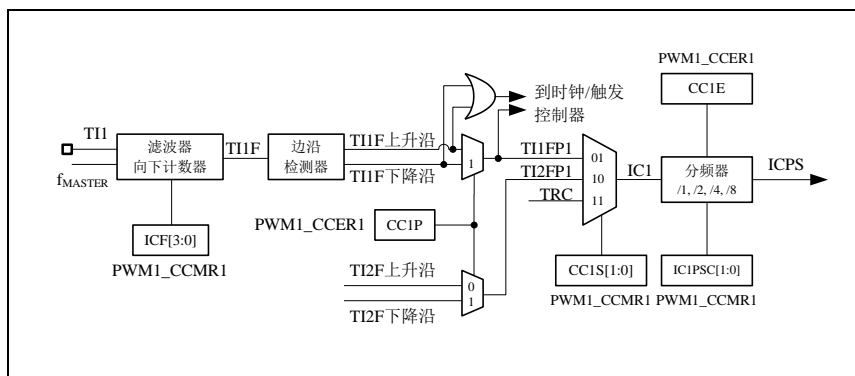 PWM1_CCER1
CC1E
到时钟/触发
控制器
TI1
fMASTER
滤波器
向下计数器
TI1F
边沿
检测器
TI1F上升沿
TI1F下降沿
1
TI1FP1
TI2FP1
TRC
01
10
11
IC1
分频器
/1, /2, /4, /8
ICPS
ICF[3:0]
PWM1_CCMR1
PWM1_CCER1
CC1P
TI2F上升沿
TI2F下降沿
0
1
CC1S[1:0]
PWM1_CCMR1
IC1PSC[1:0]
PWM1_CCMR1